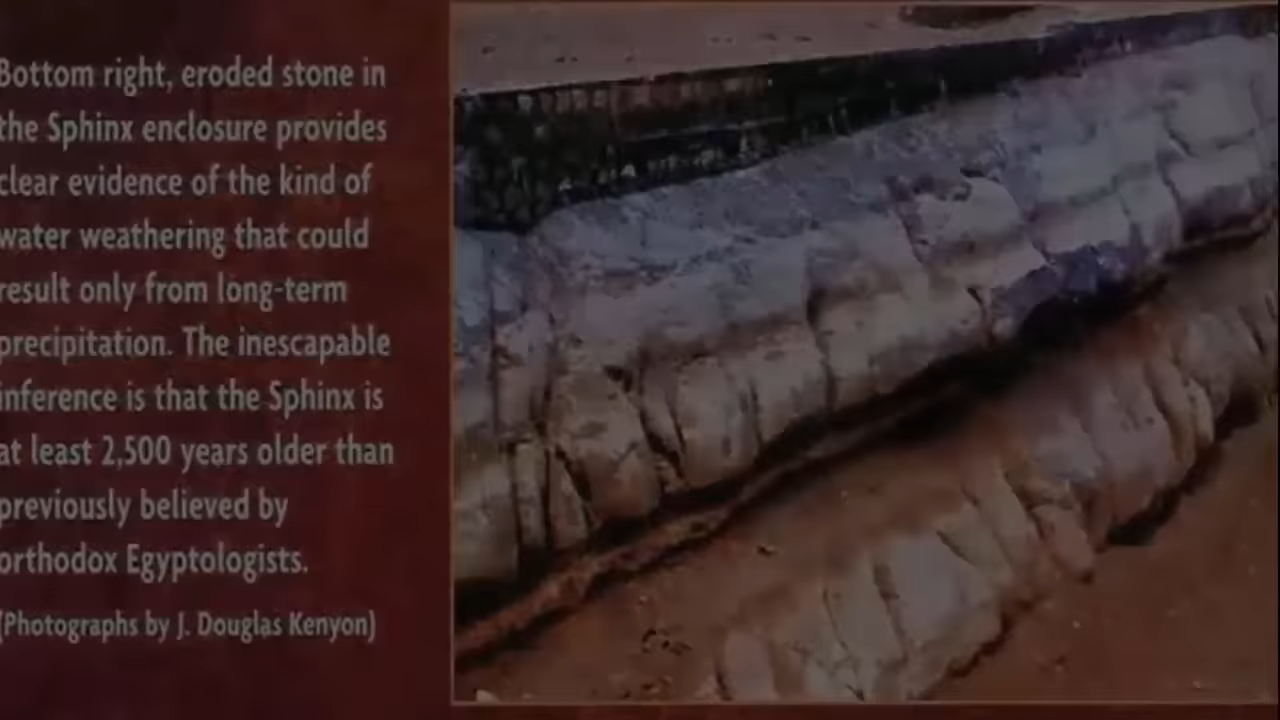 Bottom right, eroded stone in
the Sphinx enclosure provides
clear evidence of the kind of
water weathering that could
result only from long-term
precipitation. The inescapable
inference is that the Sphinx is
at least 2,500 years older than
previously believed by
orthodox Egyptologists.
(Photographs by J. Douglas Kenyon)